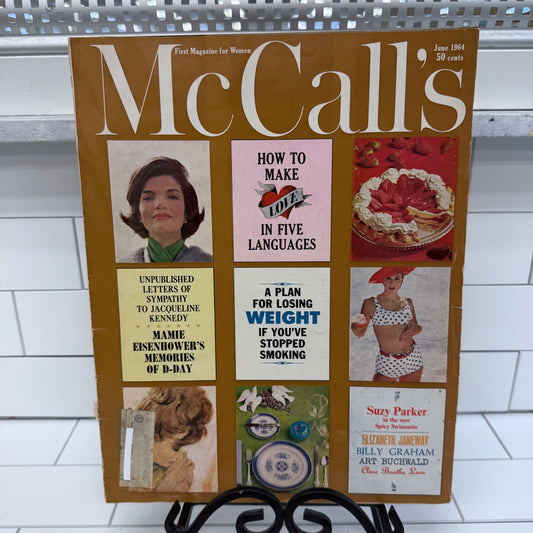 First Magazine for Women
June 1964
50 cents
McCall's
HOW TO
MAKE
LOVE
IN FIVE
LANGUAGES
UNPUBLISHED
LETTERS OF
SYMPATHY
TO JACQUELINE
KENNEDY
MAMIE
EISENHOWER'S
MEMORIES
OF D-DAY
A PLAN
FOR LOSING
WEIGHT
IF YOU'VE
STOPPED
SMOKING
Suzy Parker
in the new
Spicy Swimsuits
ELIZABETH JANEWAY
BILLY GRAHAM
ART BUCHWALD
Clare Boothe Luce